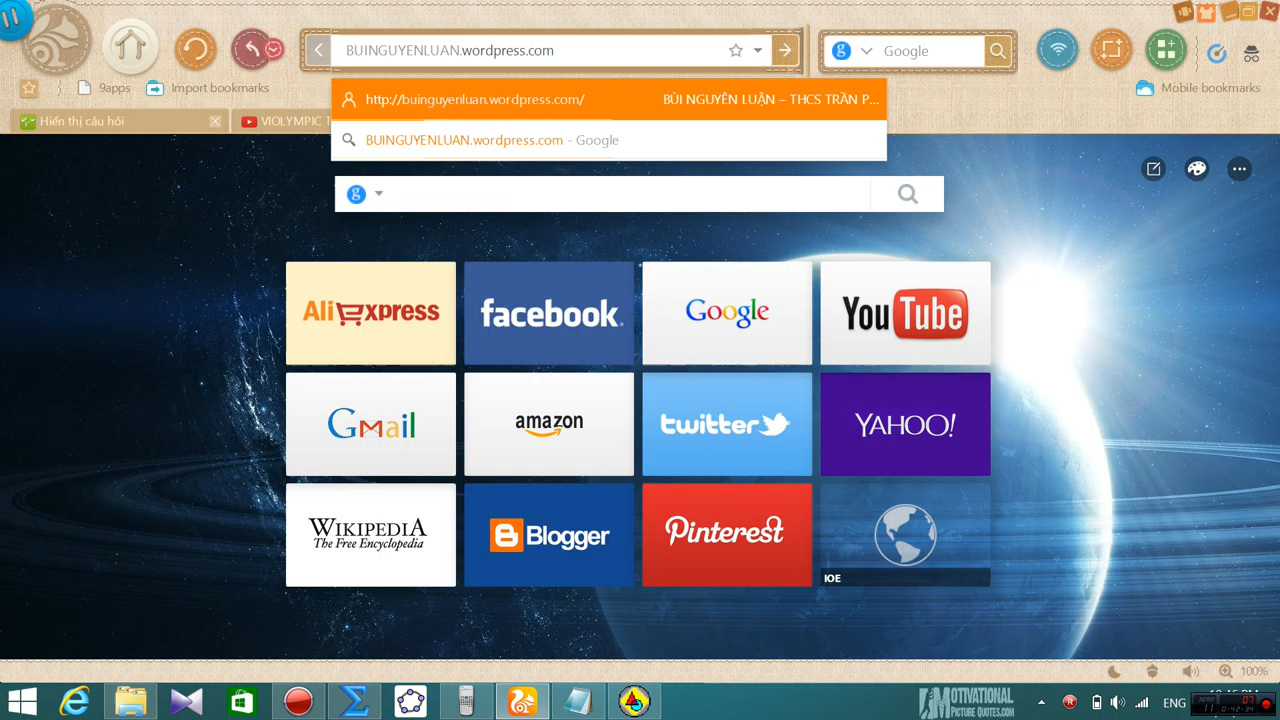 BUINGUYENLUAN.wordpress.com
Google
9apps
Import bookmarks
Mobile bookmarks
http://buinguyenluan.wordpress.com/
BÙI NGUYÊN LUẬN – THCS TRẦN P...
Hiển thị câu hỏi
VIOLYMPIC T
BUINGUYENLUAN.wordpress.com - Google
AliExpress
facebook
Google
YouTube
Gmail
amazon
twitter
YAHOO!
WIKIPEDIA
The Free Encyclopedia
Blogger
Pinterest
IOE
100%
MOTIVATIONAL
PICTURE QUOTES.COM
ENG